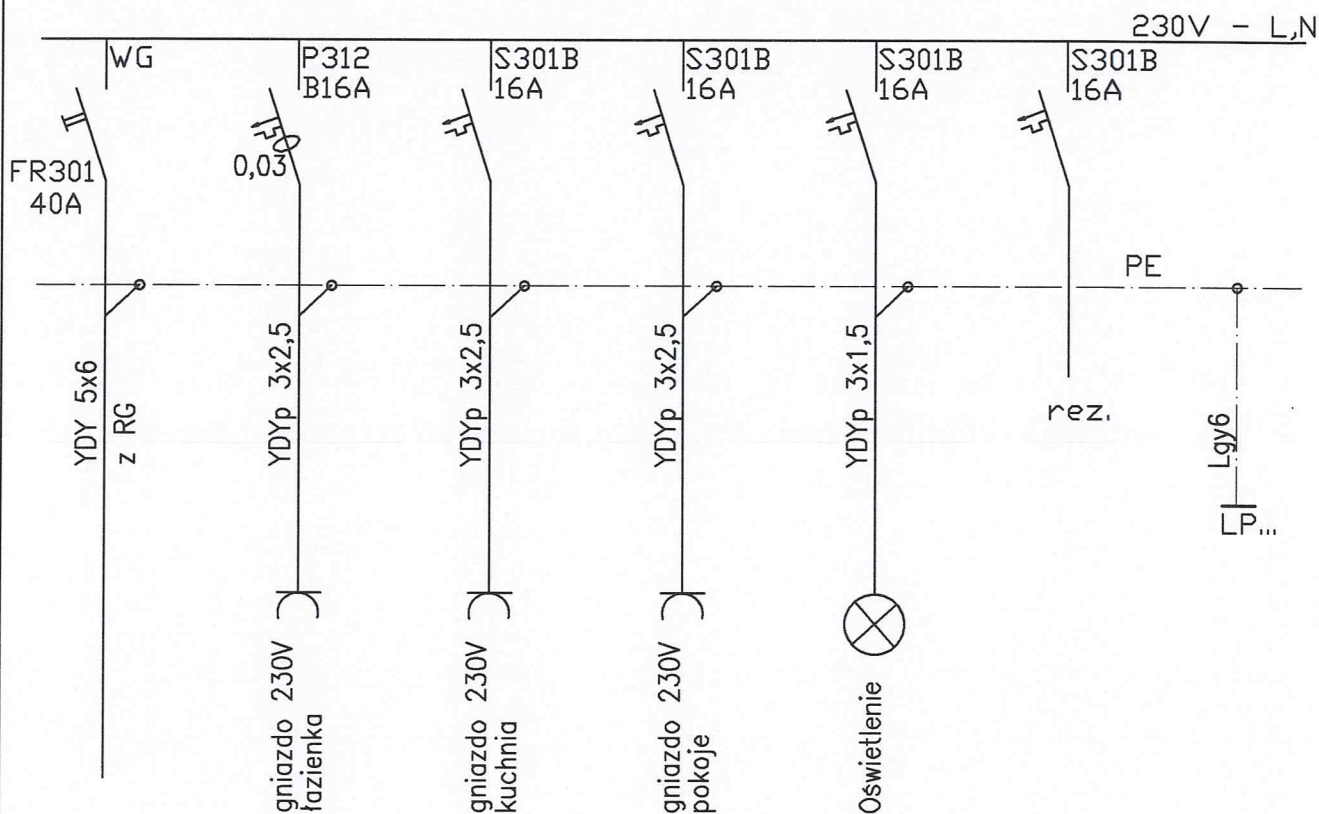 230V - L,N
WG
P312
B16A
S301B
16A
S301B
16A
S301B
16A
S301B
16A
FR301
40A
0,03
PE
YDY 5x6
z RG
YDYp 3x2,5
YDYp 3x2,5
YDYp 3x2,5
YDYp 3x1,5
rez.
Lgy6
LP...
gniazdo 230V
łazienka
gniazdo 230V
kuchnia
gniazdo 230V
pokoje
Oświetlenie